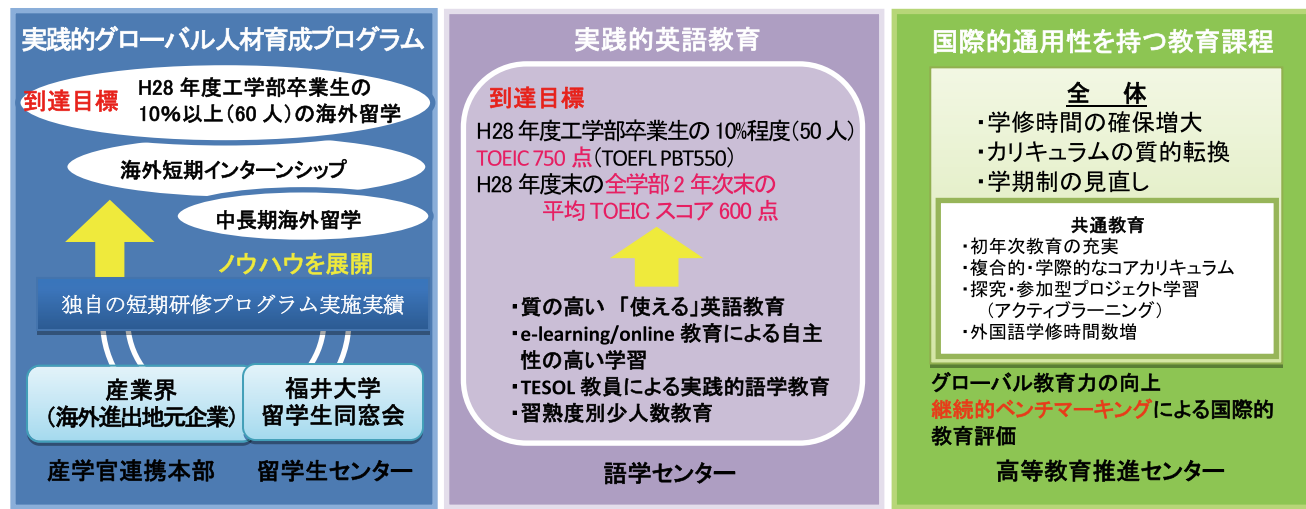 実践的グローバル人材育成プログラム
到達目標
H28 年度工学部卒業生の
10%以上（60 人）の海外留学
海外短期インターンシップ
中長期海外留学
ノウハウを展開
独自の短期研修プログラム実施実績
産業界
（海外進出地元企業）
福井大学
留学生同窓会
産学官連携本部
留学生センター
実践的英語教育
到達目標
H28 年度工学部卒業生の 10%程度（50 人）
TOEIC 750 点（TOEFL PBT550）
H28 年度末の全学部 2 年次末の
平均 TOEIC スコア 600 点
・質の高い 「使える」英語教育
・e-learning/online 教育による自主
性の高い学習
・TESOL 教員による実践的語学教育
・習熟度別少人数教育
語学センター
国際的通用性を持つ教育課程
全 体
・学修時間の確保増大
・カリキュラムの質的転換
・学期制の見直し
共通教育
・初年次教育の充実
・複合的・学際的なコアカリキュラム
・探究・参加型プロジェクト学習
（アクティブラーニング）
・外国語学修時間数増
グローバル教育力の向上
継続的ベンチマーキングによる国際的
教育評価
高等教育推進センター